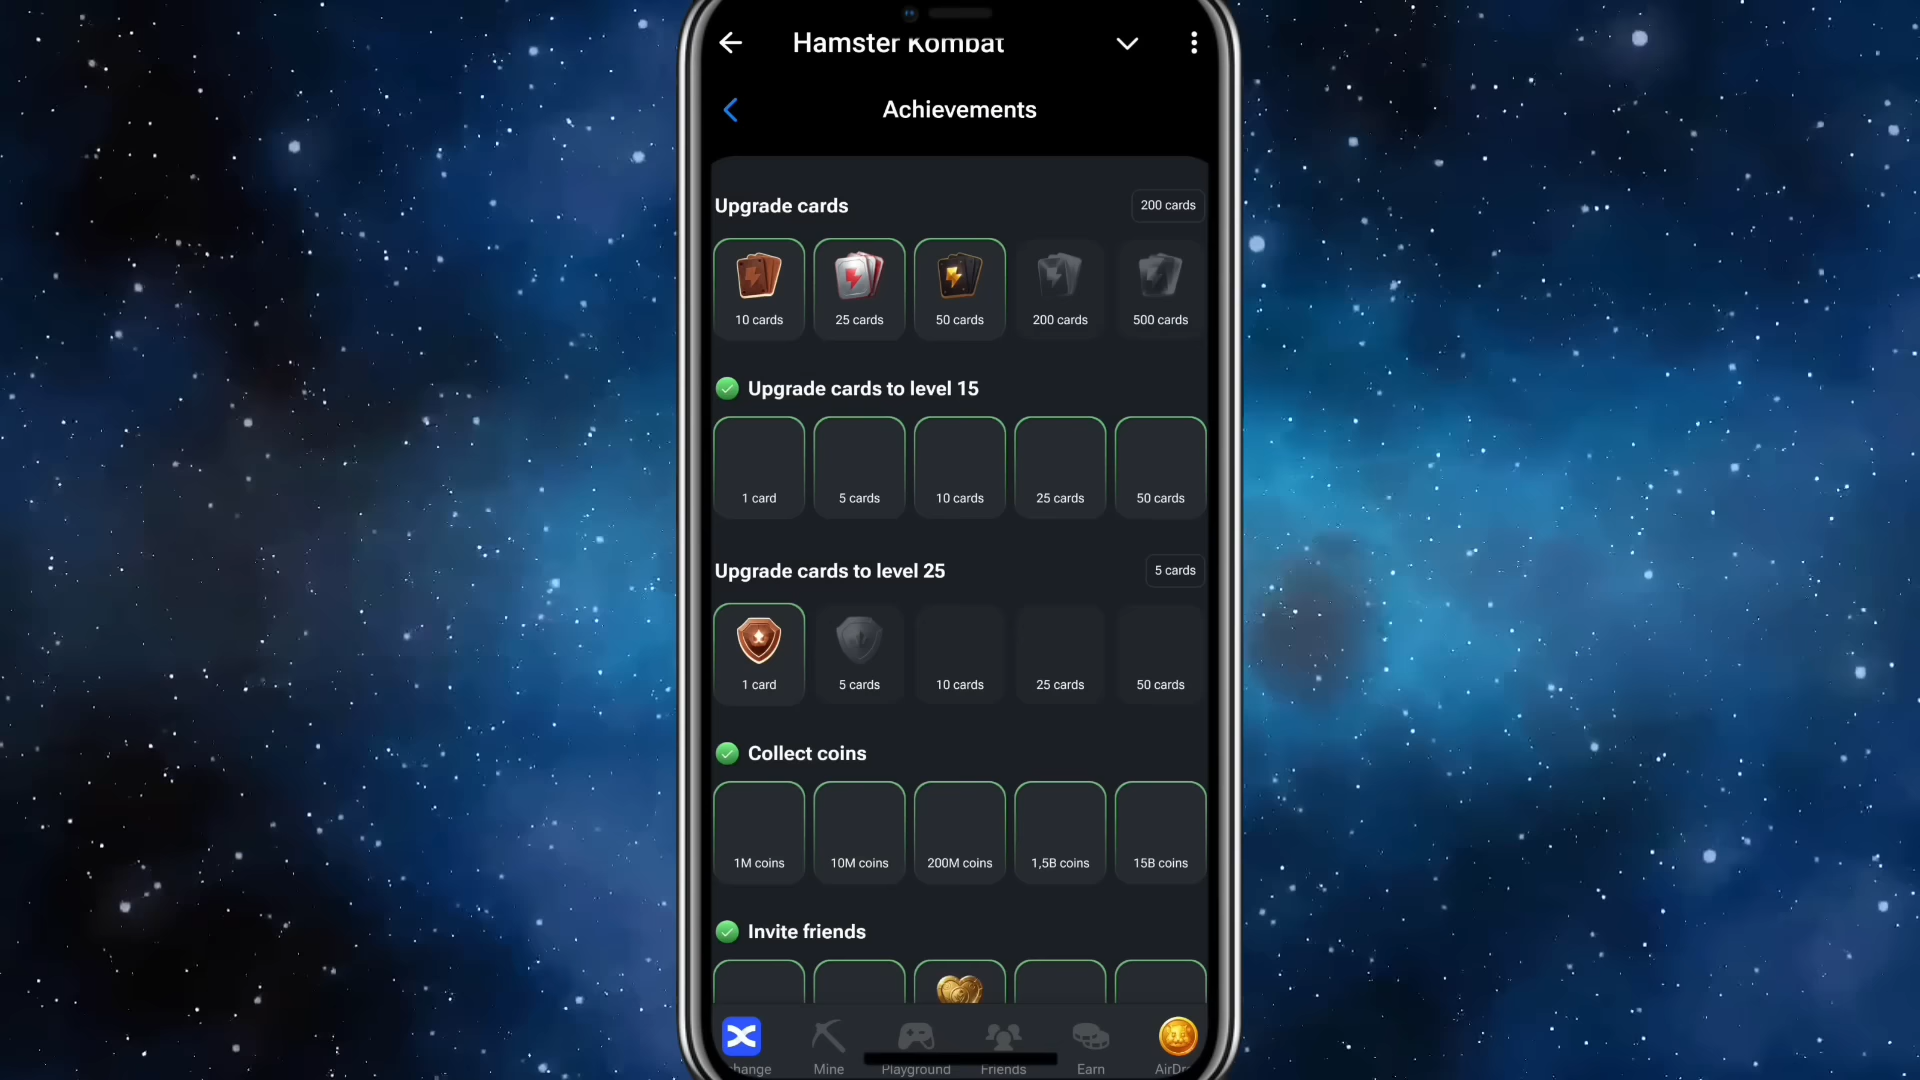 Hamster Kombat
Achievements
Upgrade cards
200 cards
10 cards
25 cards
50 cards
200 cards
500 cards
Upgrade cards to level 15
1 card
5 cards
10 cards
25 cards
50 cards
Upgrade cards to level 25
5 cards
1 card
5 cards
10 cards
25 cards
50 cards
Collect coins
1M coins
10M coins
200M coins
1,5B coins
15B coins
Invite friends
hange
Mine
Playground
Friends
Earn
AirDr